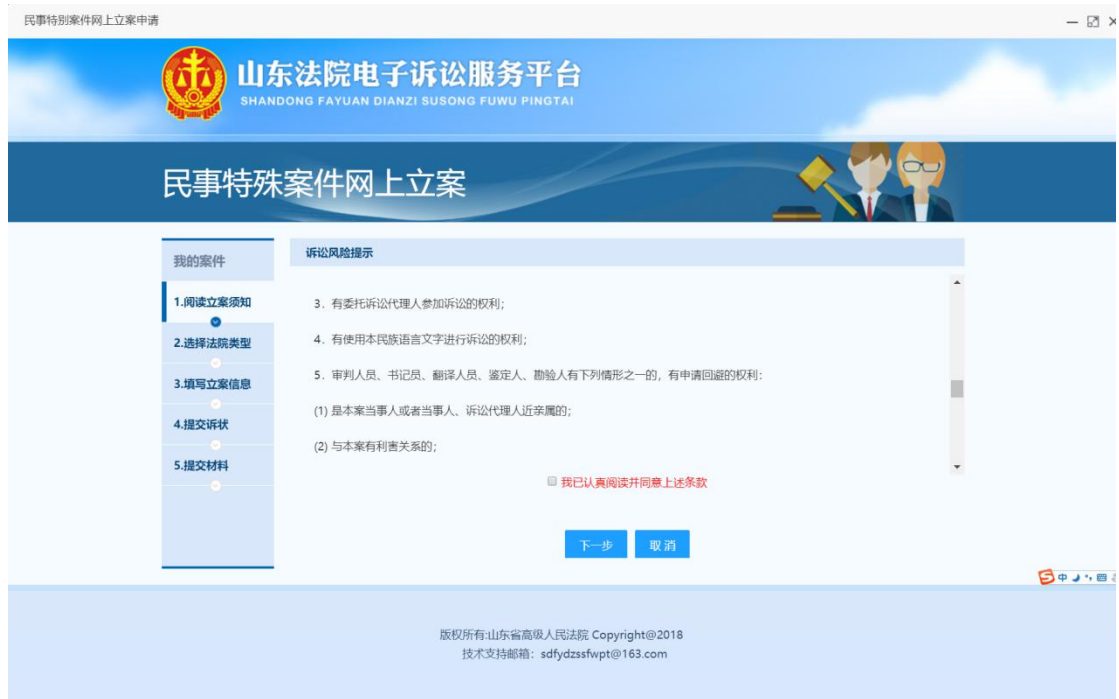 民事特别案件网上立案申请
山东法院电子诉讼服务平台
SHANDONG FAYUAN DIANZI SUSONG FUWU PINGTAI
民事特殊案件网上立案
我的案件
1.阅读立案须知
2.选择法院类型
3.填写立案信息
4.提交诉状
5.提交材料
诉讼风险提示
3. 有委托诉讼代理人参加诉讼的权利;
4. 有使用本民族语言文字进行诉讼的权利;
5. 审判人员、书记员、翻译人员、鉴定人、勘验人有下列情形之一的, 有申请回避的权利:
(1) 是本案当事人或者当事人、诉讼代理人近亲属的;
(2) 与本案有利害关系的;
我已认真阅读并同意上述条款
下一步 取消
中
版权所有:山东省高级人民法院 Copyright@2018
技术支持邮箱: sdfydzssfwpt@163.com